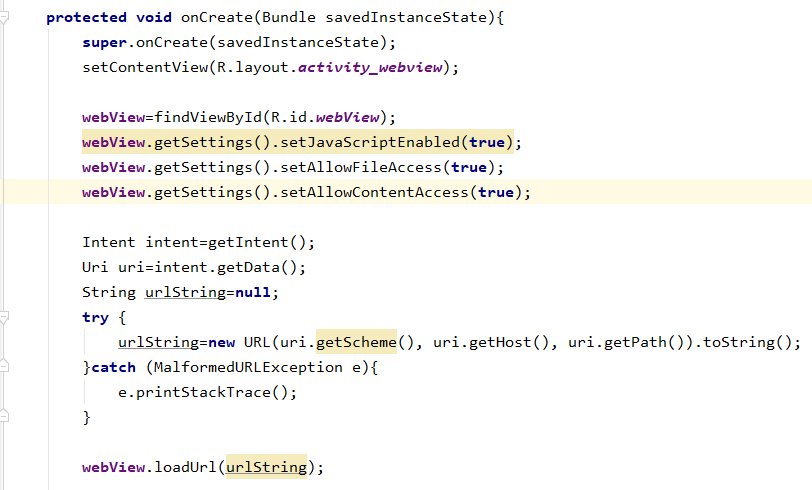 protected void onCreate(Bundle savedInstanceState){
super.onCreate(savedInstanceState);
setContentView(R.layout.activity_webview);
webView=findViewById(R.id.webView);
webView.getSettings().setJavaScriptEnabled(true);
webView.getSettings().setAllowFileAccess(true);
webView.getSettings().setAllowContentAccess(true);
Intent intent=getIntent();
Uri uri=intent.getData();
String urlString=null;
try {
urlString=new URL(uri.getScheme(), uri.getHost(), uri.getPath()).toString();
}catch (MalformedURLException e){
e.printStackTrace();
}
webView.loadUrl(urlString);